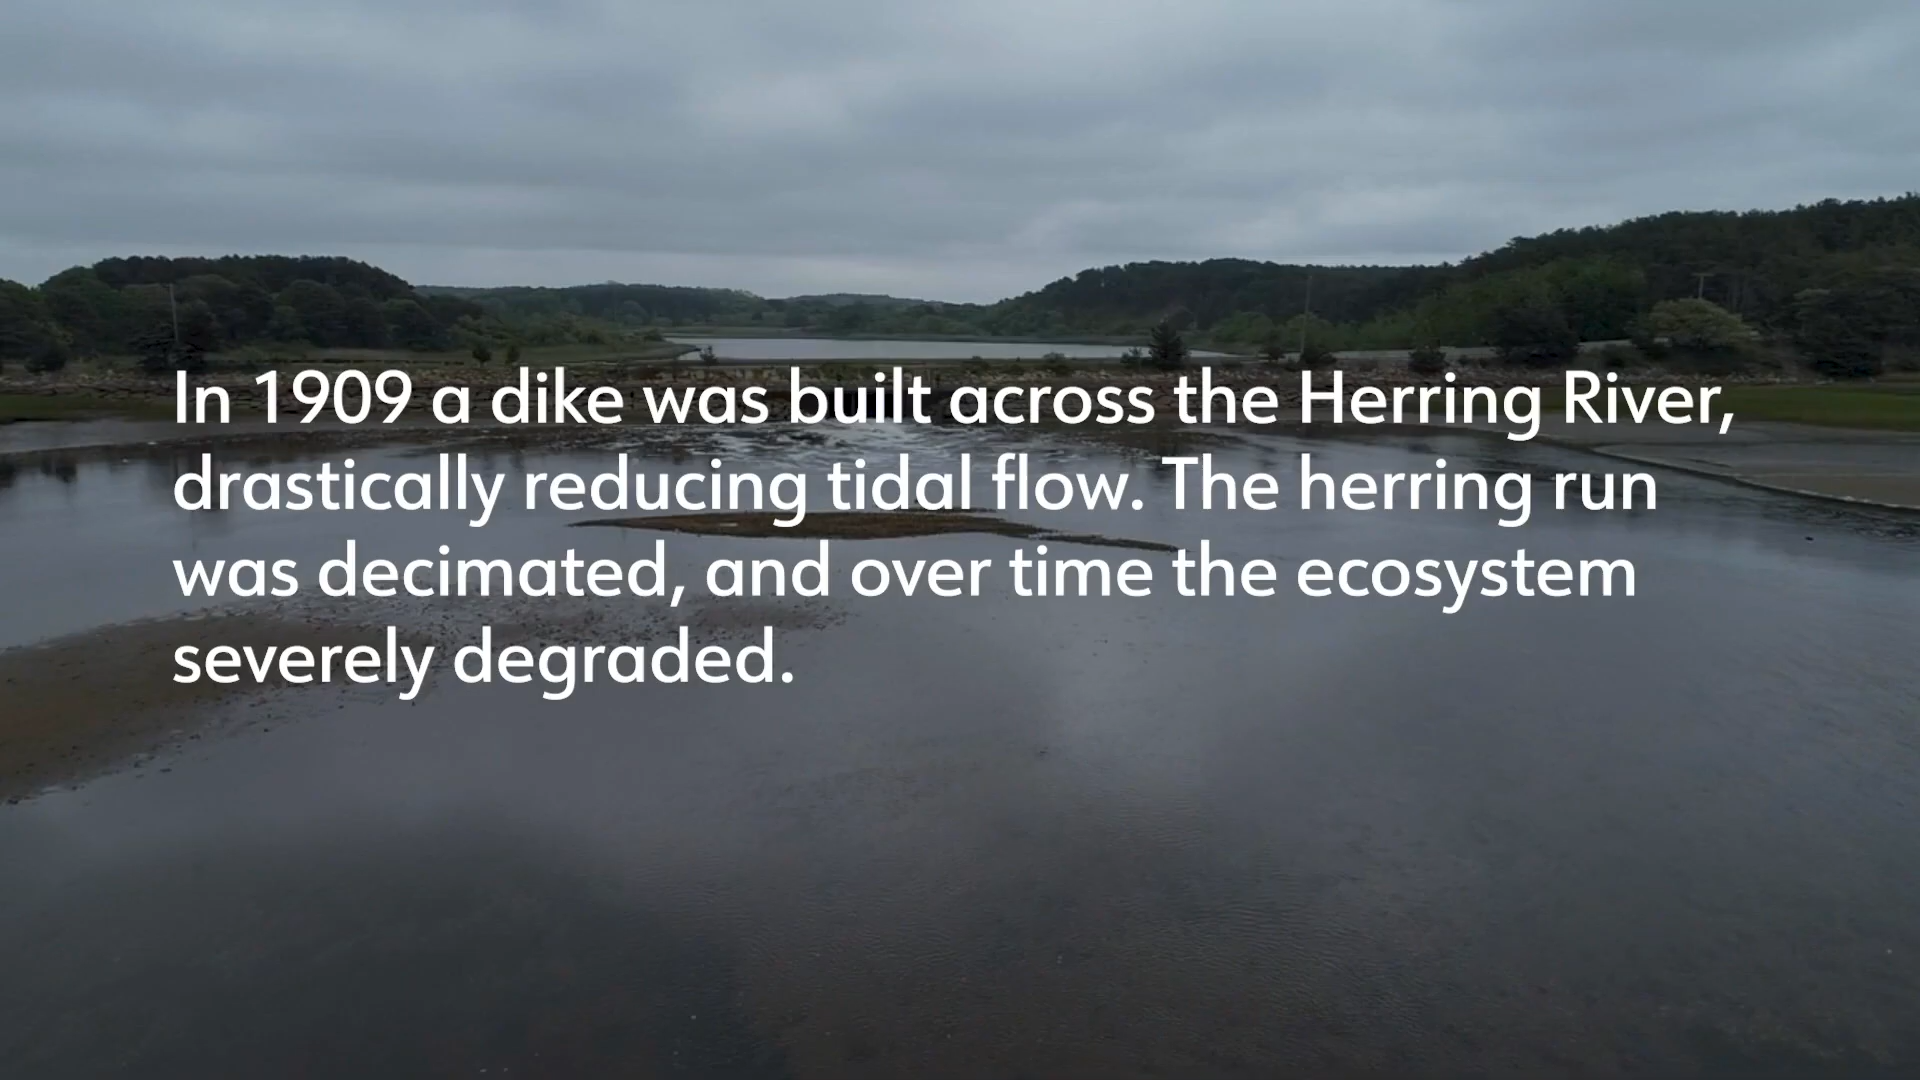 In 1909 a dike was built across the Herring River,
drastically reducing tidal flow. The herring run
was decimated, and over time the ecosystem
severely degraded.